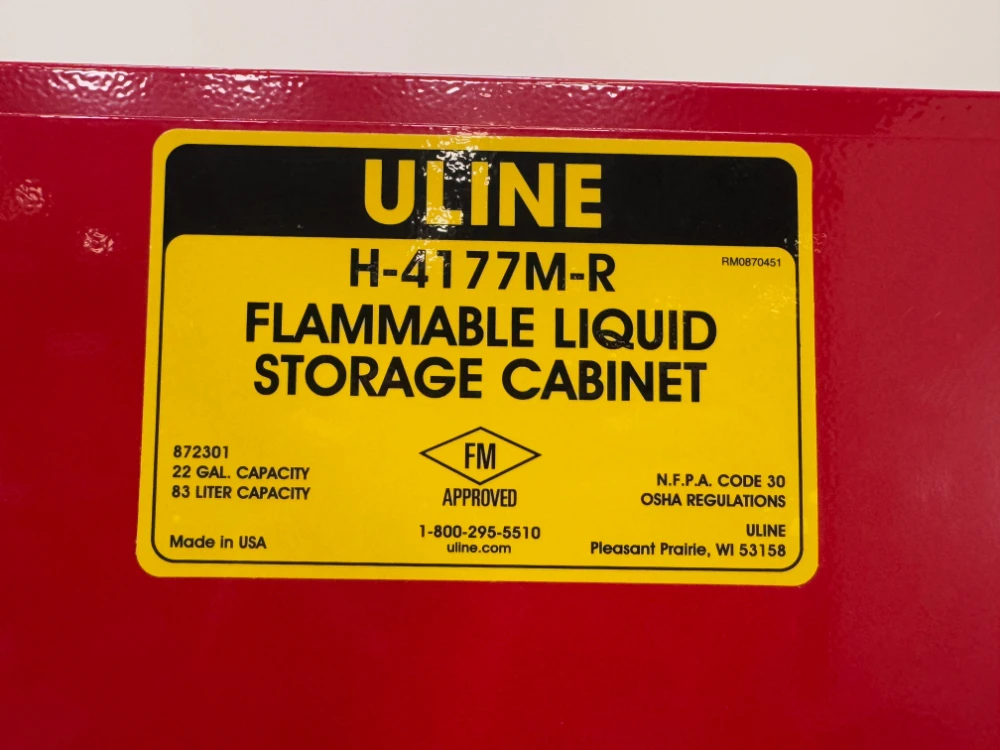 ULINE
H-4177M-R
RM0870451
FLAMMABLE LIQUID
STORAGE CABINET
872301
22 GAL. CAPACITY
83 LITER CAPACITY
Made in USA
FM
APPROVED
1-800-295-5510
uline.com
N.F.P.A. CODE 30
OSHA REGULATIONS
ULINE
Pleasant Prairie, WI 53158